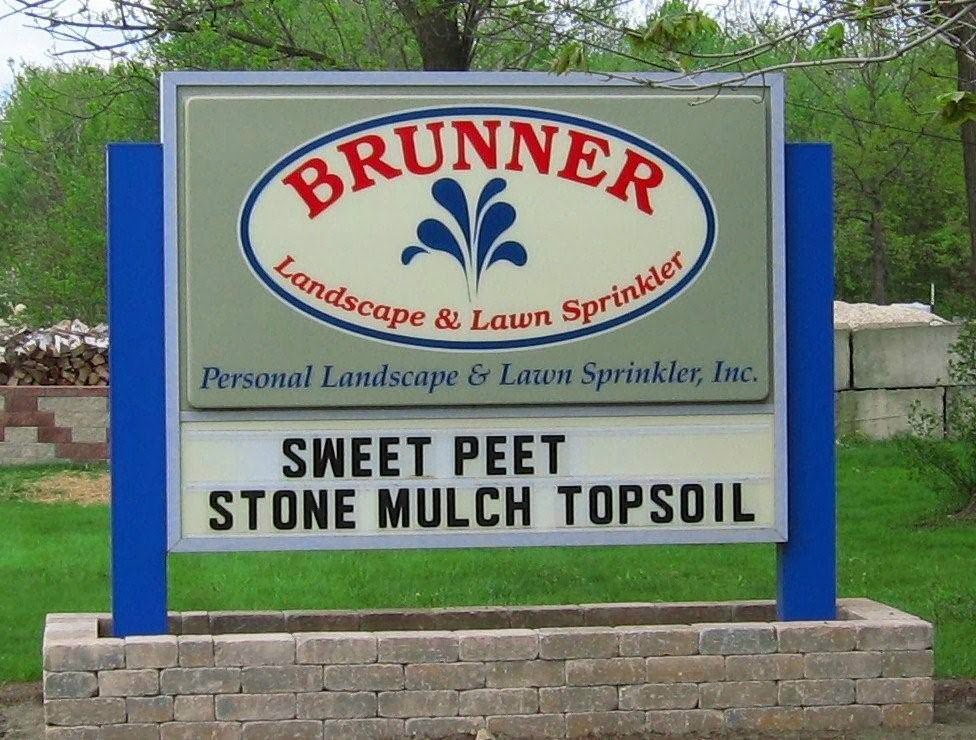 BRUNNER
Landscape & Lawn Sprinkler
Personal Landscape & Lawn Sprinkler, Inc.
SWEET PEET
STONE MULCH TOPSOIL